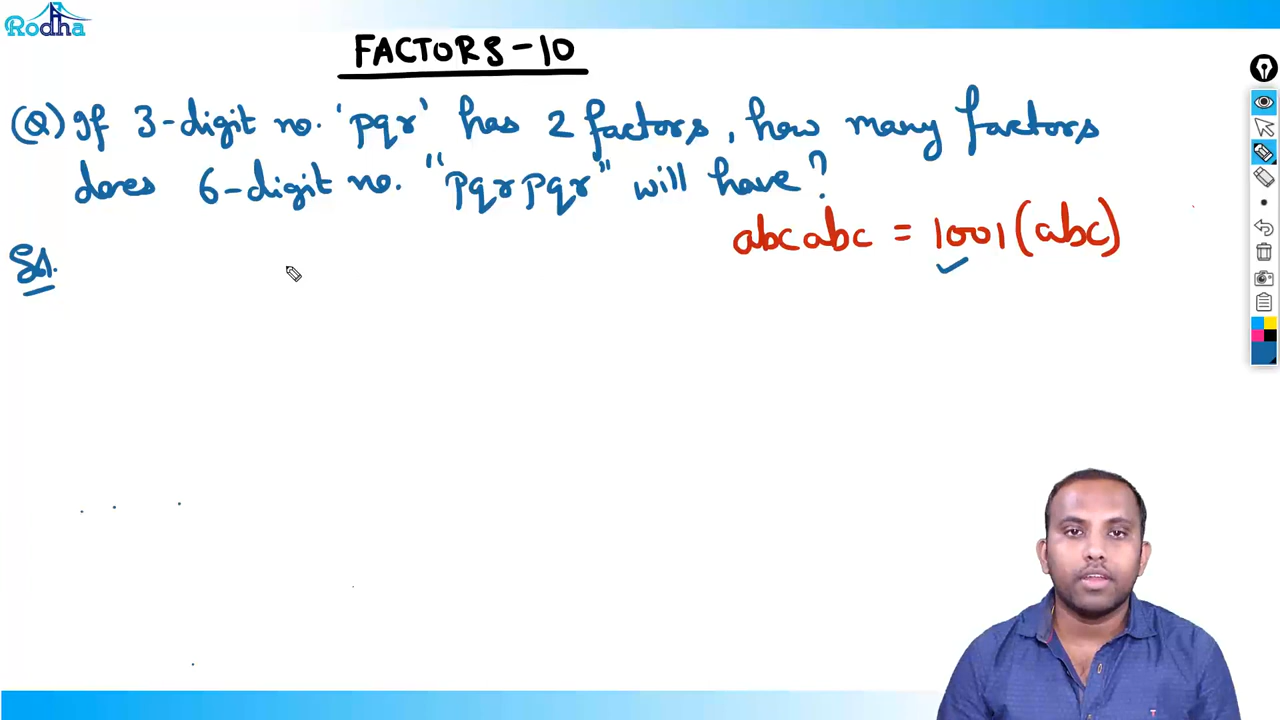 Rodha
FACTORS-10
(Q) If 3-digit no. 'pqr' has 2 factors, how many factors
does 6-digit no. "pqrpqr" will have?
abcabc = 1001(abc)
Sol.